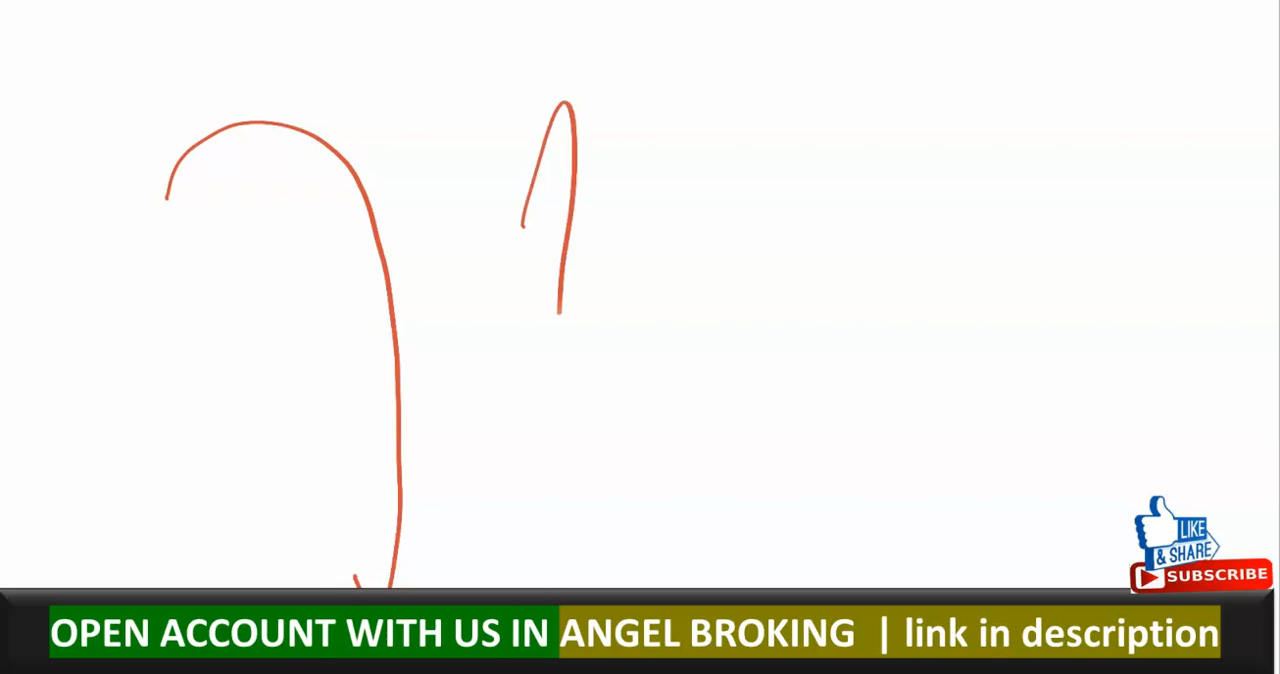 LIKE
& SHARE
SUBSCRIBE
OPEN ACCOUNT WITH US IN ANGEL BROKING | link in description